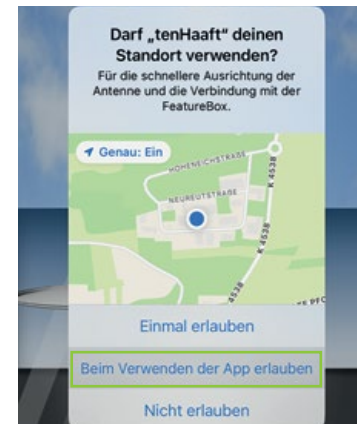 Darf „tenHaaft“ deinen
Standort verwenden?
Für die schnellere Ausrichtung der
Antenne und die Verbindung mit der
FeatureBox.
Genau: Ein
HOHENEICHSTRAßE
NEUREUTSTRAßE
K 4538
K 4538
K 4538
Einmal erlauben
Beim Verwenden der App erlauben
Nicht erlauben